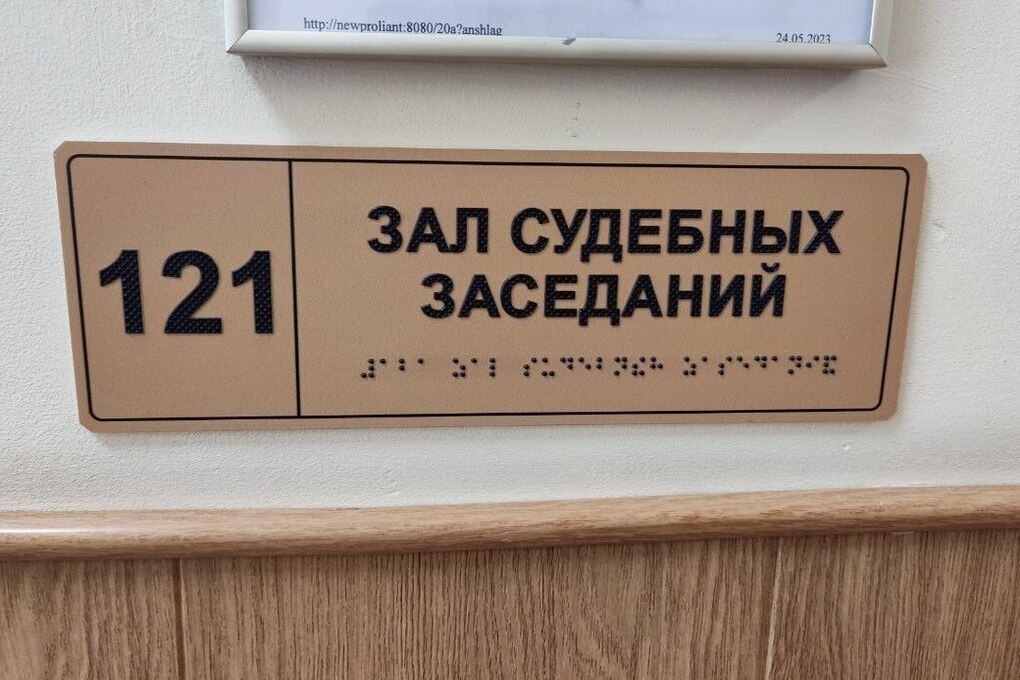 http://newproliant:8080/20a?anshlag
24.05.2023
121
ЗАЛ СУДЕБНЫХ
ЗАСЕДАНИЙ
⠼⠁⠃⠁ ⠵⠁⠇ ⠎⠥⠙⠑⠃⠝⠮⠓ ⠵⠁⠎⠑⠙⠁⠝⠊⠯